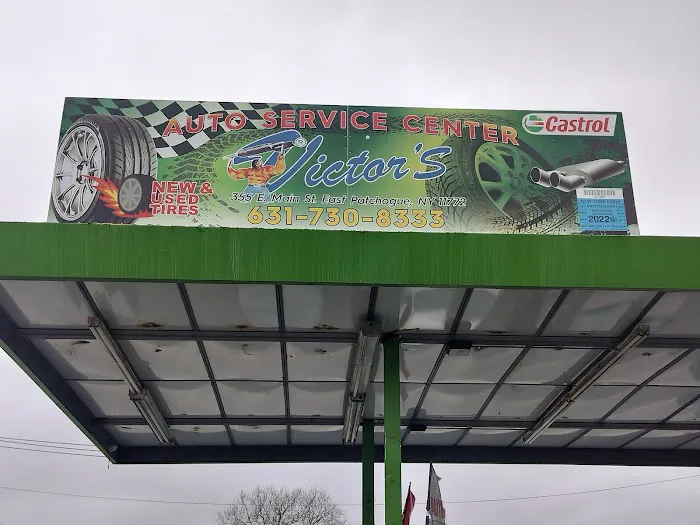 AUTO SERVICE CENTER
Castrol
Victor's®
NEW &
USED
TIRES
355 E. Main St. East Patchogue, NY 11772
631-730-8333
2022